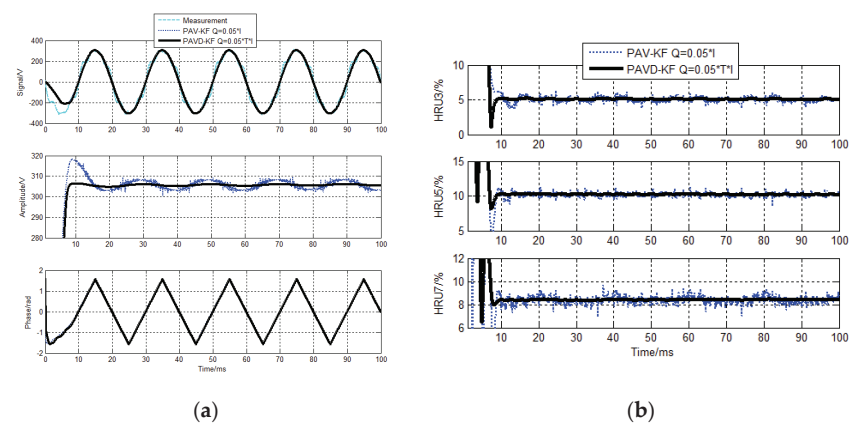 Measurement
PAV-KF Q=0.05*I
PAVD-KF Q=0.05*T*I
Signal/V
400
200
0
-200
-400
0 10 20 30 40 50 60 70 80 90 100
Amplitude/V
320
310
300
290
280
0 10 20 30 40 50 60 70 80 90 100
Phase/rad
2
1
0
-1
-2
0 10 20 30 40 50 60 70 80 90 100
Time/ms
(a)
PAV-KF Q=0.05*I
PAVD-KF Q=0.05*T*I
HRU3/%
10
5
0
10 20 30 40 50 60 70 80 90 100
HRU5/%
15
10
5
10 20 30 40 50 60 70 80 90 100
HRU7/%
12
10
8
6
10 20 30 40 50 60 70 80 90 100
Time/ms
(b)